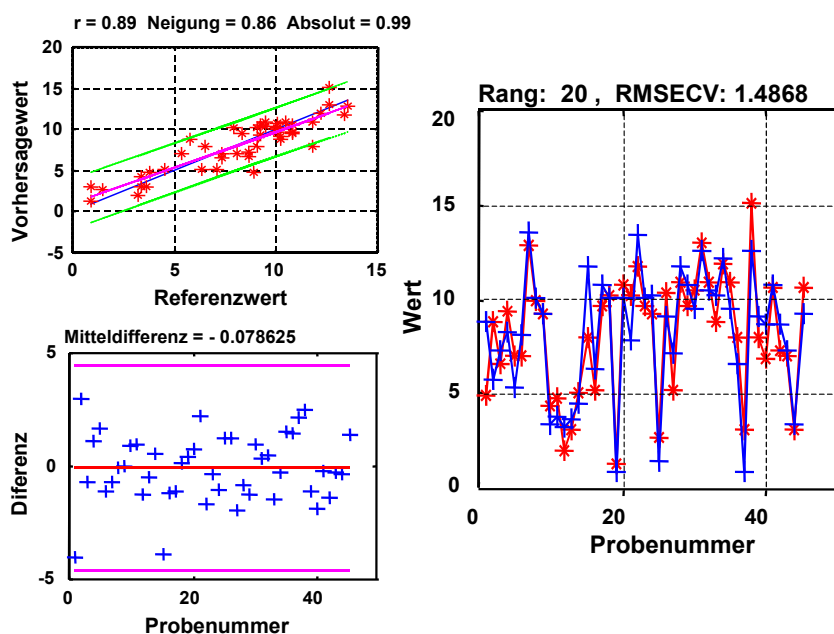 r = 0.89 Neigung = 0.86 Absolut = 0.99
20
15
10
5
0
-5
Vorhersagewert
0 5 10 15
Referenzwert
Mitteldifferenz = - 0.078625
5
0
-5
Diferenz
0 20 40
Probenummer
Rang: 20 , RMSECV: 1.4868
20
15
10
5
0
Wert
0 20 40
Probenummer